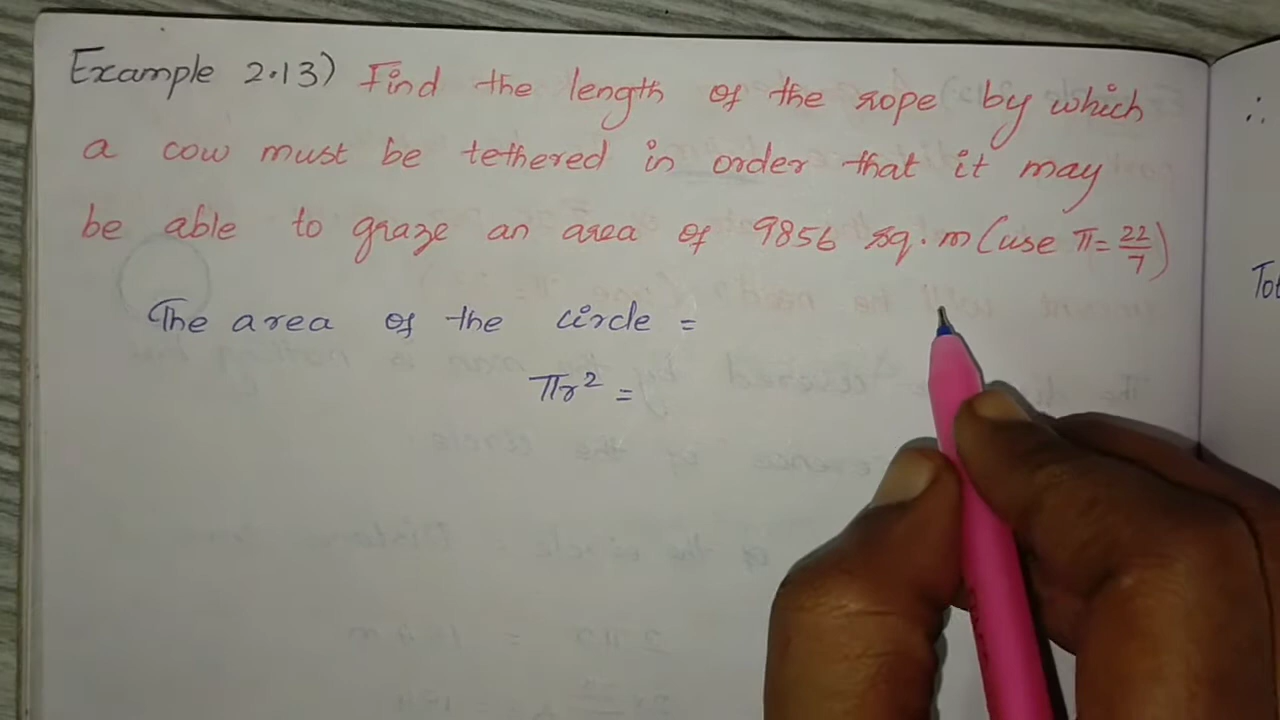 Example 2.13) Find the length of the rope by which
a cow must be tethered in order that it may
be able to graze an area of 9856 sq.m (use π = 22/7)
The area of the circle =
πr² =
∴
Tot